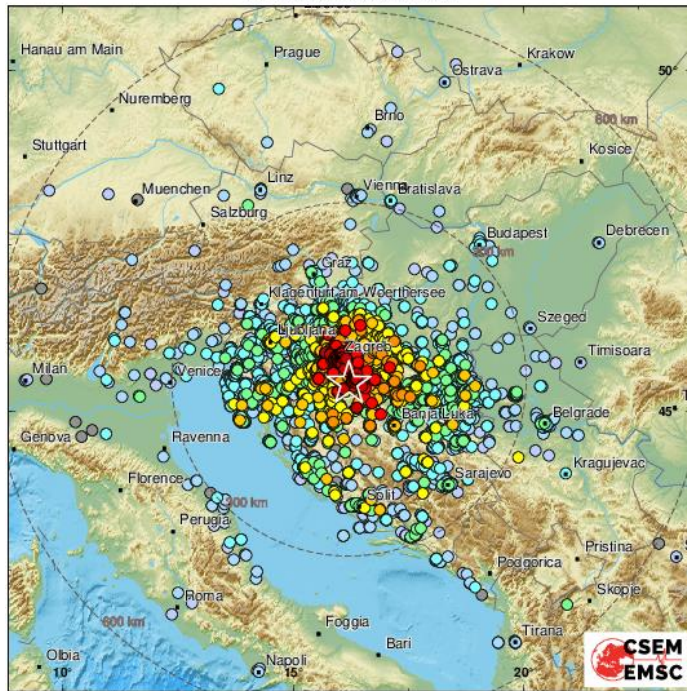 Hanau am Main
Prague
Krakow
50°
Ostrava
Nuremberg
Brno
600 km
Stuttgart
Kosice
Linz
Vienna
Muenchen
Bratislava
Salzburg
Budapest
Debrecen
Graz
Klagenfurt am Woerthersee
Ljubljana
Szeged
Zagreb
Timisoara
Milan
Venice
Banja Luka
45°
Belgrade
Genova
Ravenna
Kragujevac
Florence
Sarajevo
300 km
Split
Perugia
Pristina
Podgorica
Skopje
Roma
600 km
Foggia
Tirana
Bari
CSEM
EMSC
Olbia
Napoli
10°
15°
20°